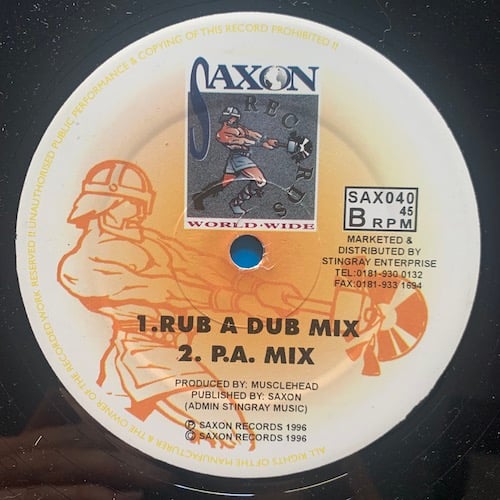 SAXON
RECORDS
WORLD-WIDE
SAX040
45
B RPM
MARKETED &
DISTRIBUTED BY
STINGRAY ENTERPRISE
TEL:0181-930 0132
FAX:0181-933 1694
1.RUB A DUB MIX
2. P.A. MIX
PRODUCED BY: MUSCLEHEAD
PUBLISHED BY: SAXON
(ADMIN STINGRAY MUSIC)
℗ SAXON RECORDS 1996
© SAXON RECORDS 1996
ALL RIGHTS OF THE MANUFACTURER & THE OWNER OF THE RECORDED WORK RESERVED !! UNAUTHORISED PUBLIC PERFORMANCE & COPYING OF THIS RECORD PROHIBITED !!